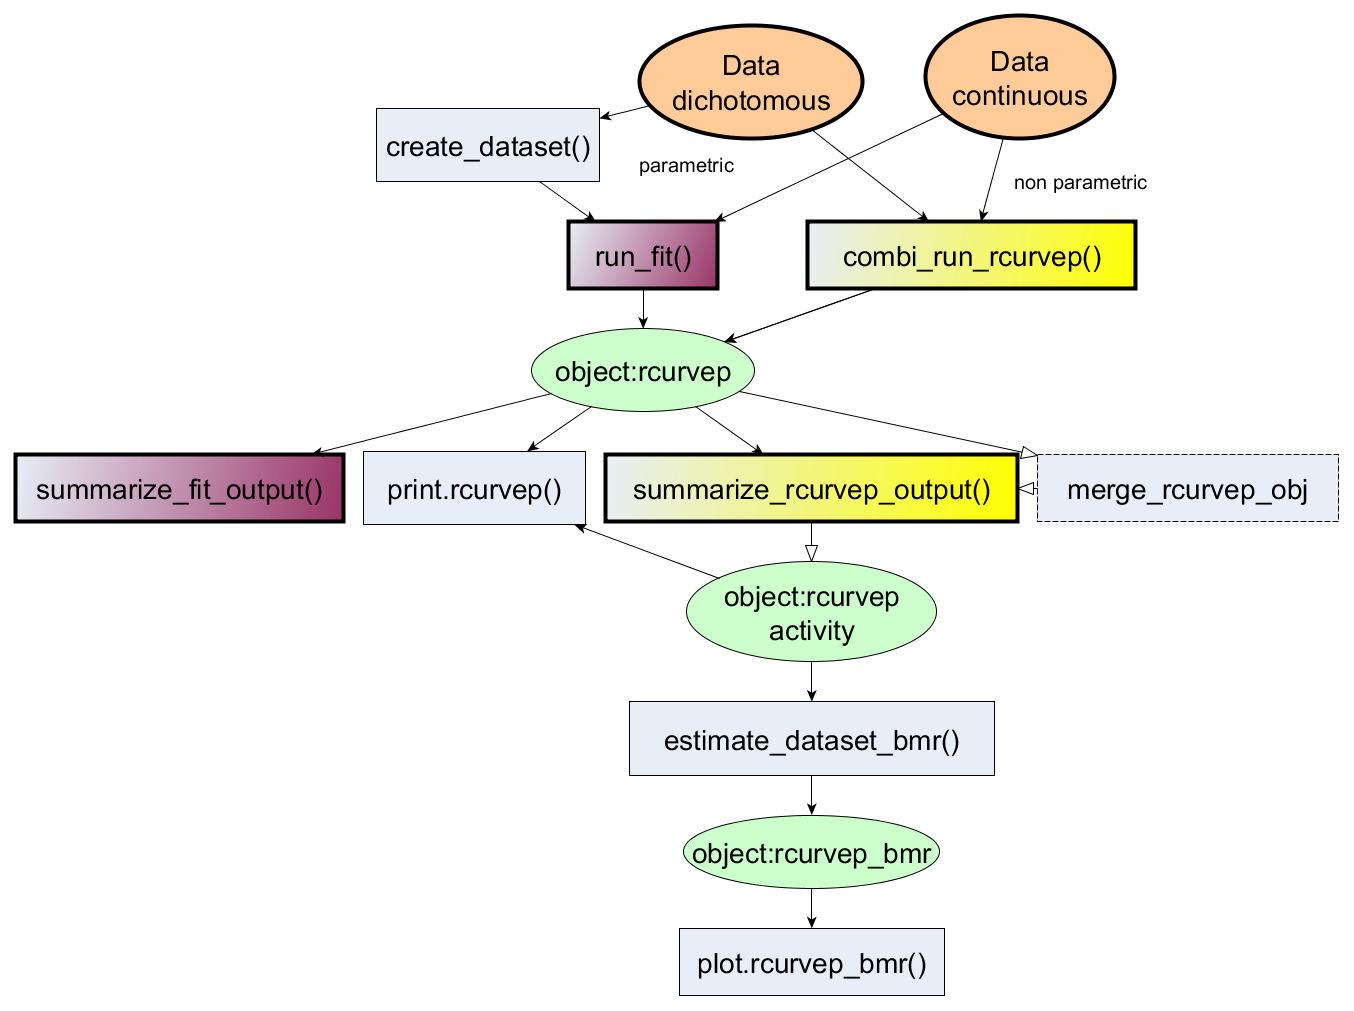 Data
dichotomous
Data
continuous
create_dataset()
parametric
non parametric
run_fit()
combi_run_rcurvep()
object:rcurvep
summarize_fit_output()
print.rcurvep()
summarize_rcurvep_output()
merge_rcurvep_obj
object:rcurvep
activity
estimate_dataset_bmr()
object:rcurvep_bmr
plot.rcurvep_bmr()